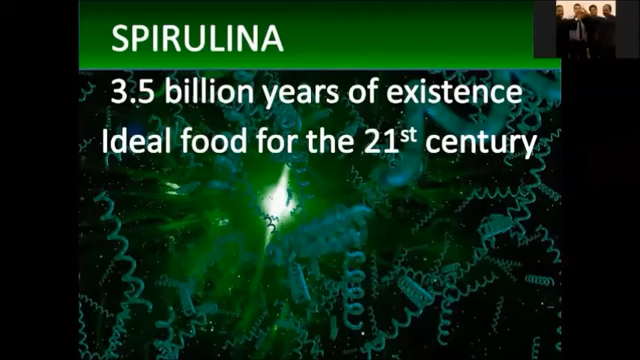 SPIRULINA
3.5 billion years of existence
Ideal food for the 21st century